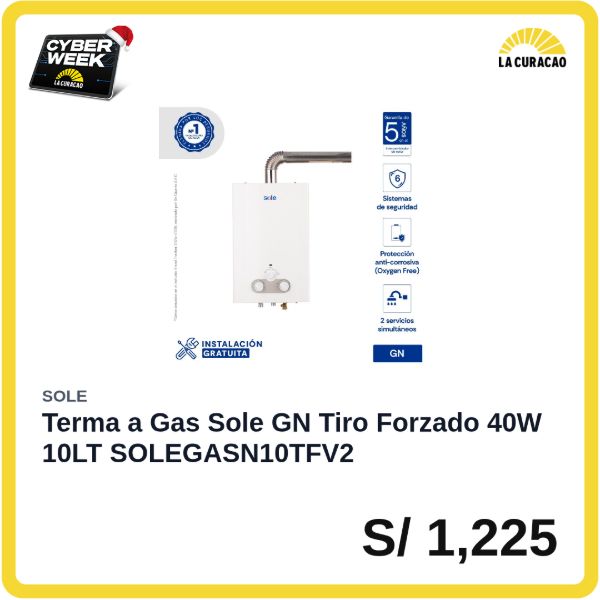 CYBER
WEEK
LA CURACAO
LA CURACAO
Nº 1
Garantía de
5 AÑOS
sole
6
Sistemas
de seguridad
Protección
anti-corrosiva
(Oxygen Free)
2 servicios
simultáneos
INSTALACIÓN
GRATUITA
GN
SOLE
Terma a Gas Sole GN Tiro Forzado 40W
10LT SOLEGASN10TFV2
S/ 1,225